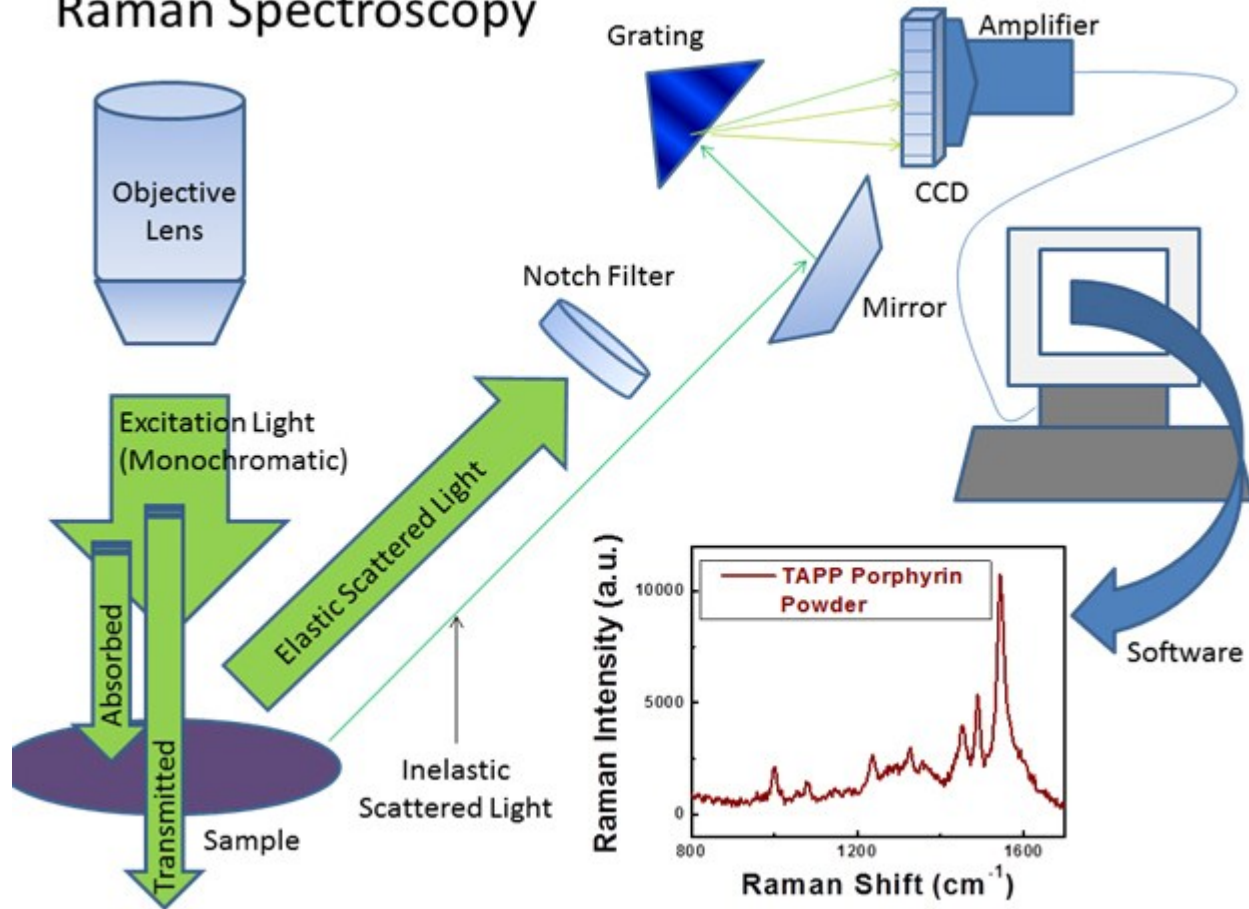 Raman Spectroscopy
Grating
Amplifier
Objective
Lens
CCD
Notch Filter
Mirror
Excitation Light
(Monochromatic)
Elastic Scattered Light
Absorbed
Transmitted
Inelastic
Scattered Light
Sample
Software
TAPP Porphyrin
Powder
Raman Intensity (a.u.)
10000
5000
0
800 1200 1600
Raman Shift (cm⁻¹)